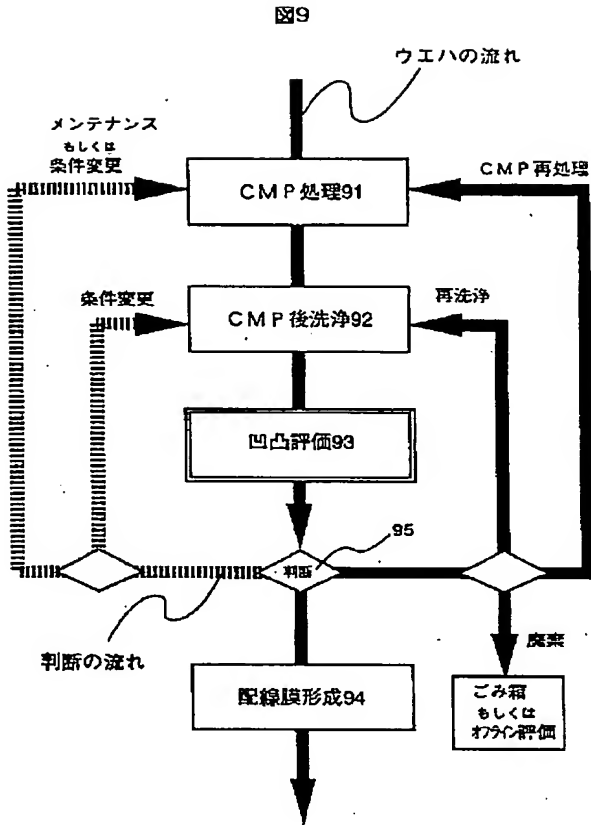 図9
ウエハの流れ
メンテナンス
もしくは
条件変更
CMP処理91
CMP再処理
条件変更
CMP後洗浄92
再洗浄
凹凸評価93
95
判断
判断の流れ
廃棄
配線膜形成94
ごみ箱
もしくは
オフライン評価